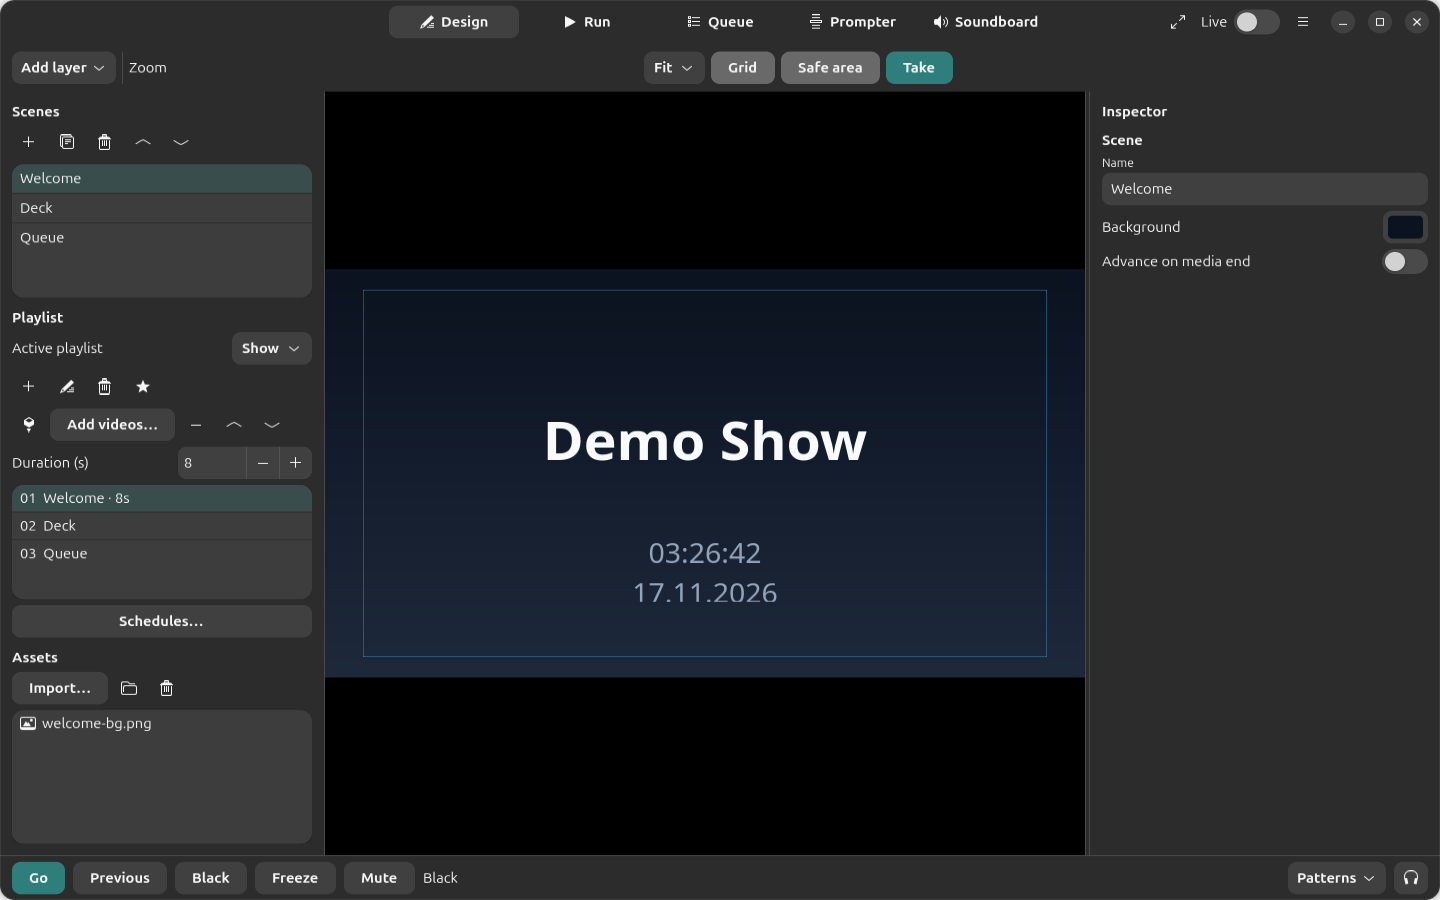 Design
Run
Queue
Prompter
Soundboard
Live
Add layer
Zoom
Fit
Grid
Safe area
Take
Scenes
Welcome
Deck
Queue
Playlist
Active playlist
Show
Add videos...
Duration (s)
8
01 Welcome · 8s
02 Deck
03 Queue
Schedules...
Assets
Import...
welcome-bg.png
Demo Show
03:26:42
17.11.2026
Inspector
Scene
Name
Welcome
Background
Advance on media end
Go
Previous
Black
Freeze
Mute
Black
Patterns